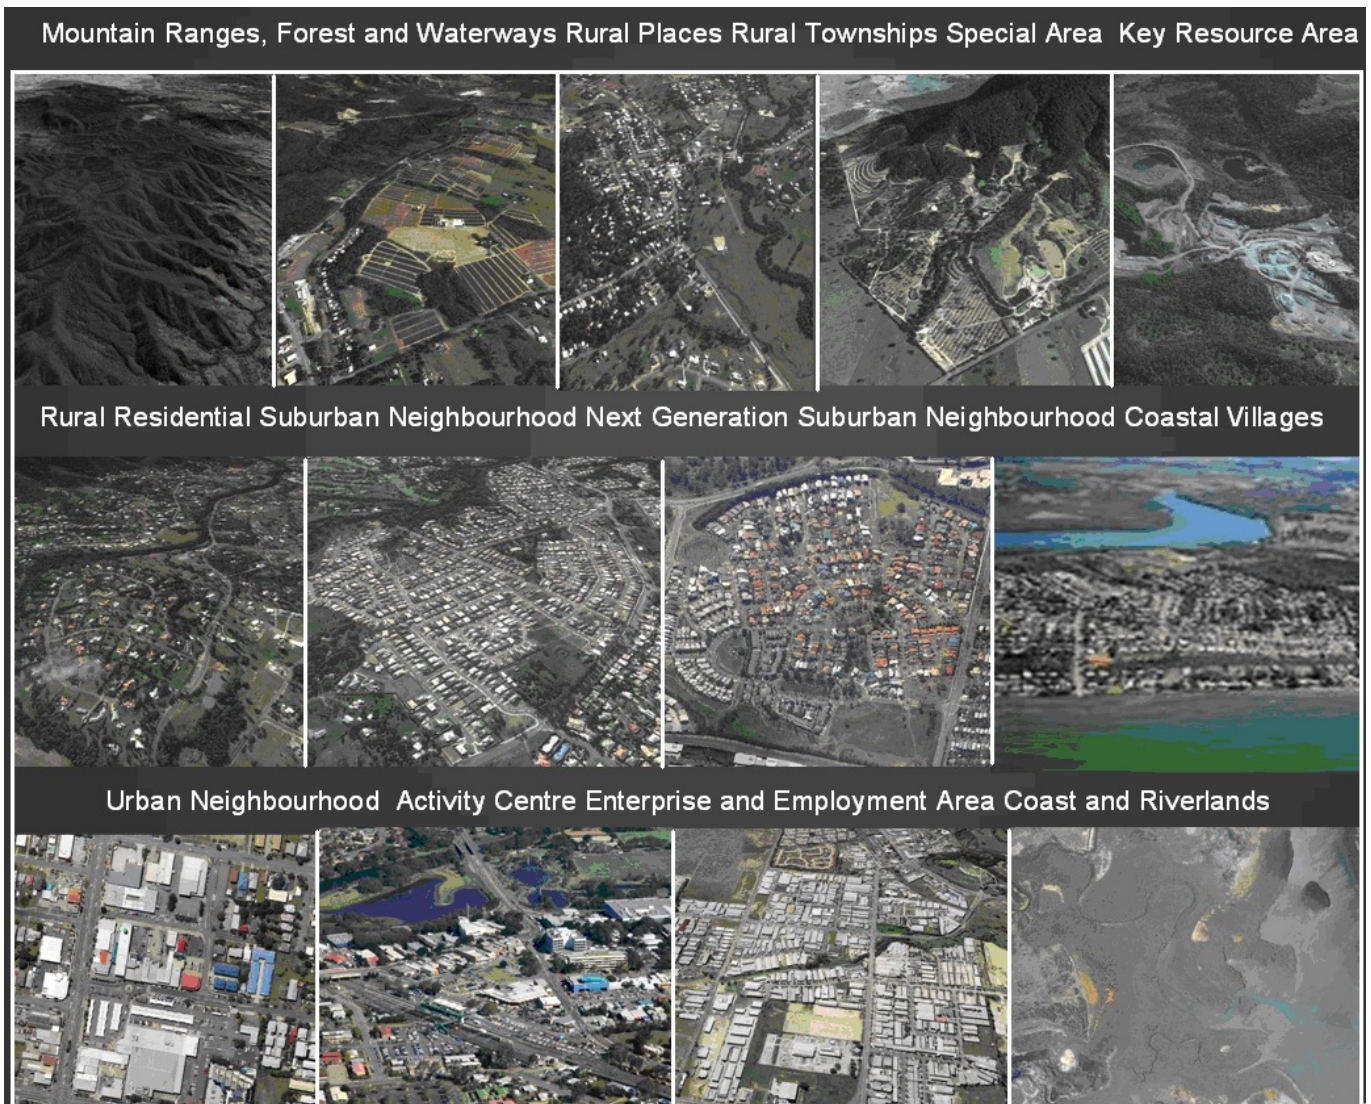 Mountain Ranges, Forest and Waterways Rural Places Rural Townships Special Area Key Resource Area
Rural Residential Suburban Neighbourhood Next Generation Suburban Neighbourhood Coastal Villages
Urban Neighbourhood Activity Centre Enterprise and Employment Area Coast and Riverlands